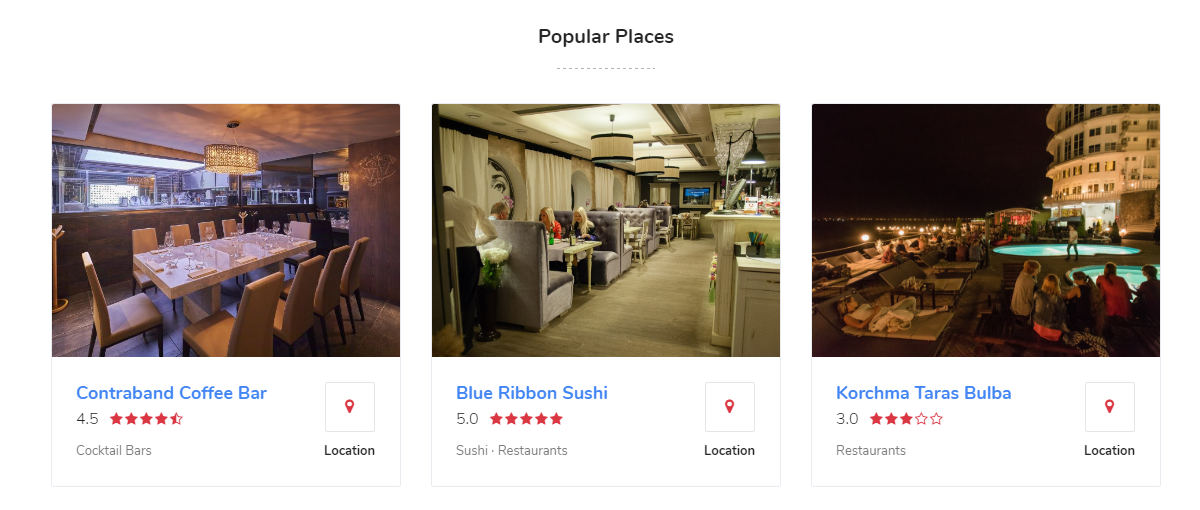 Popular Places
Contraband Coffee Bar
4.5
Cocktail Bars
Location
Blue Ribbon Sushi
5.0
Sushi · Restaurants
Location
Korchma Taras Bulba
3.0
Restaurants
Location